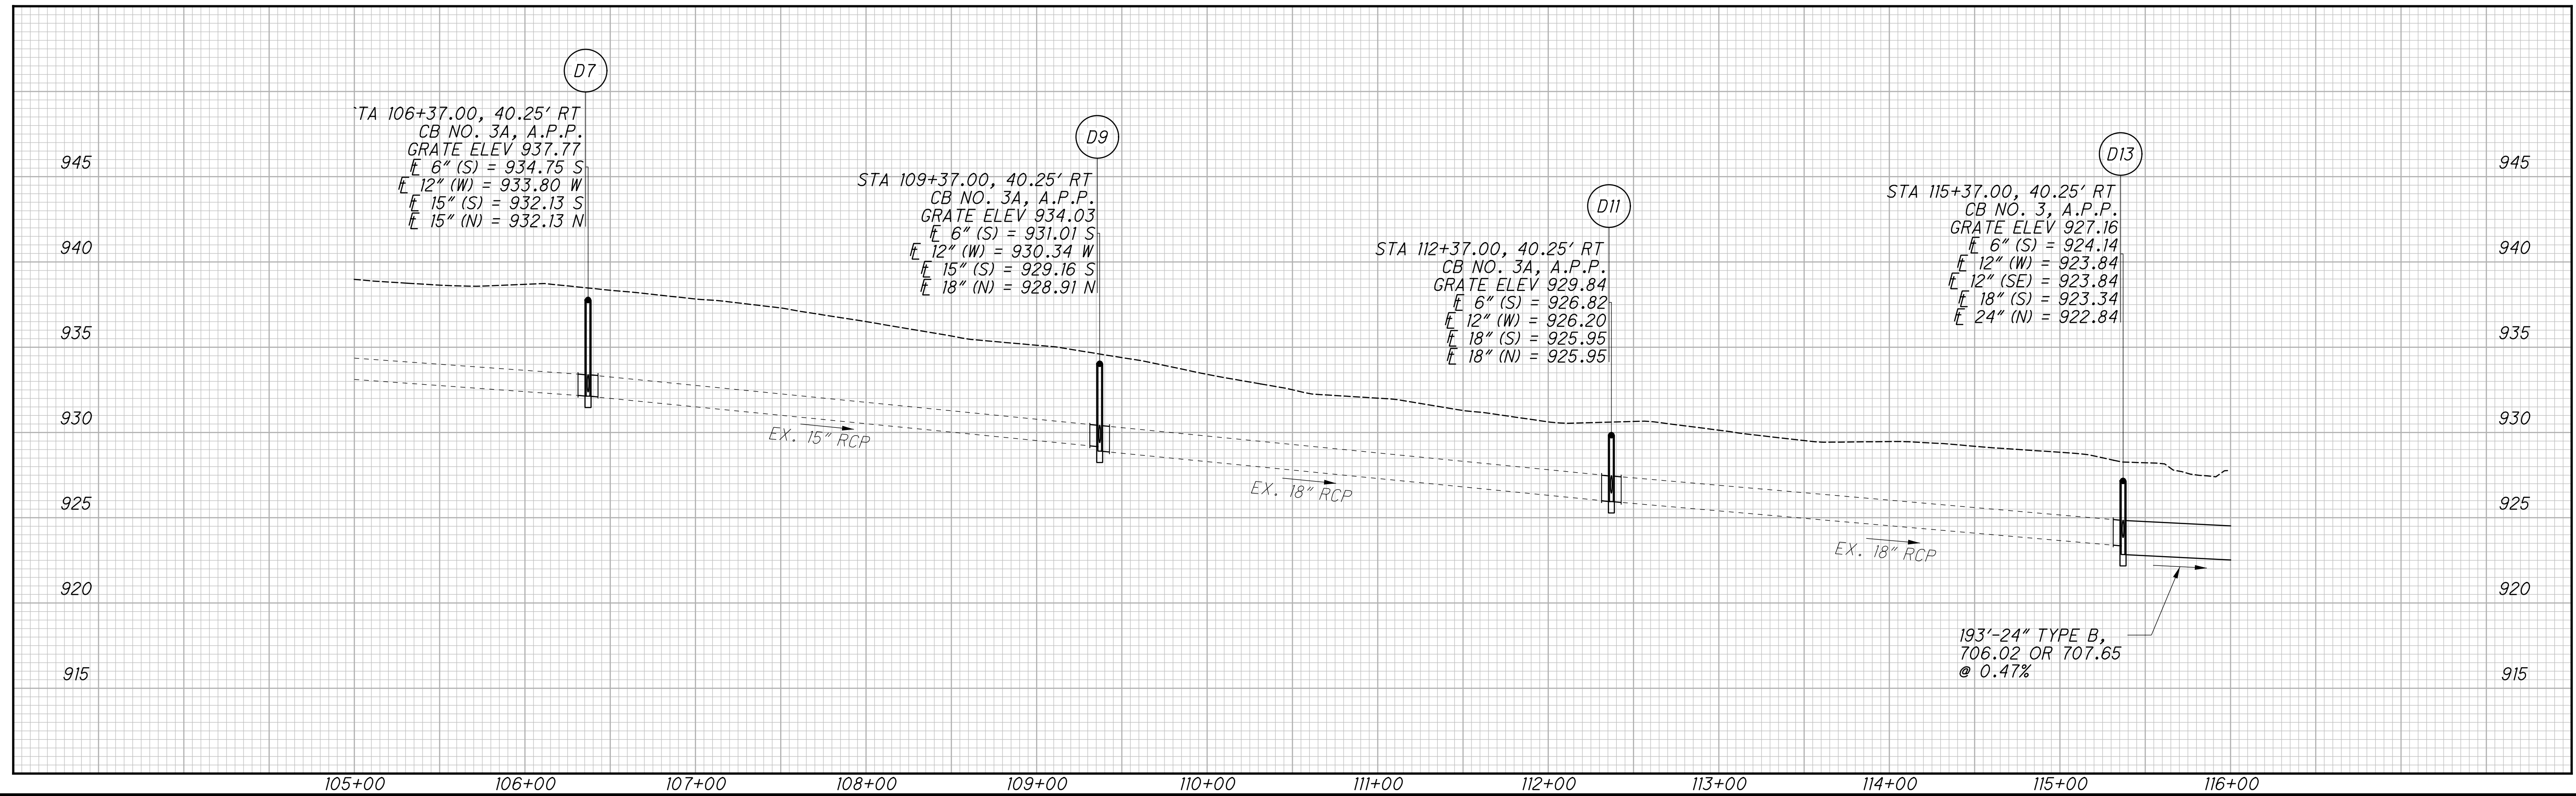 D7
TA 106+37.00, 40.25' RT
CB NO. 3A, A.P.P.
GRATE ELEV 937.77
℄ 6" (S) = 934.75 S
℄ 12" (W) = 933.80 W
℄ 15" (S) = 932.13 S
℄ 15" (N) = 932.13 N
D9
STA 109+37.00, 40.25' RT
CB NO. 3A, A.P.P.
GRATE ELEV 934.03
℄ 6" (S) = 931.01 S
℄ 12" (W) = 930.34 W
℄ 15" (S) = 929.16 S
℄ 18" (N) = 928.91 N
D11
STA 112+37.00, 40.25' RT
CB NO. 3A, A.P.P.
GRATE ELEV 929.84
℄ 6" (S) = 926.82
℄ 12" (W) = 926.20
℄ 18" (S) = 925.95
℄ 18" (N) = 925.95
D13
STA 115+37.00, 40.25' RT
CB NO. 3, A.P.P.
GRATE ELEV 927.16
℄ 6" (S) = 924.14
℄ 12" (W) = 923.84
℄ 12" (SE) = 923.84
℄ 18" (S) = 923.34
℄ 24" (N) = 922.84
945
940
935
930
925
920
915
945
940
935
930
925
920
915
EX. 15" RCP
EX. 18" RCP
EX. 18" RCP
193'-24" TYPE B,
706.02 OR 707.65
@ 0.47%
105+00 106+00 107+00 108+00 109+00 110+00 111+00 112+00 113+00 114+00 115+00 116+00